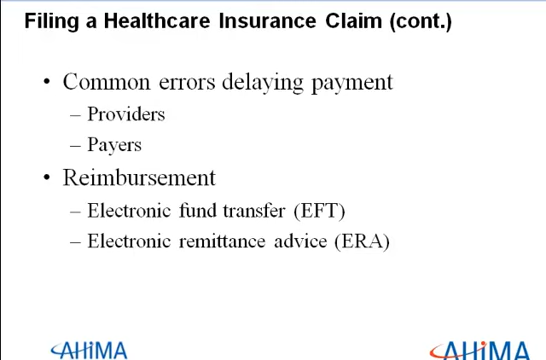 Filing a Healthcare Insurance Claim (cont.)
• Common errors delaying payment
– Providers
– Payers
• Reimbursement
– Electronic fund transfer (EFT)
– Electronic remittance advice (ERA)
AHiMA
AHiMA